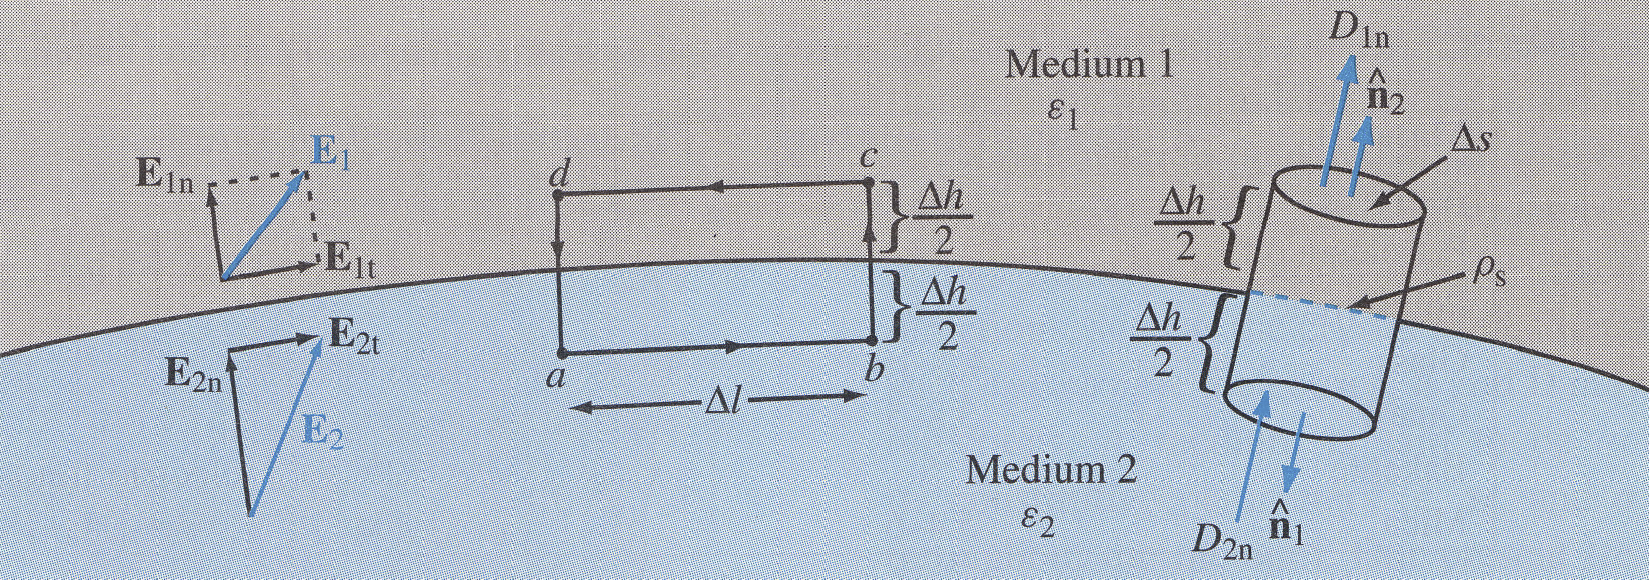 E₁ₙ
E₁
E₁ₜ
E₂ₙ
E₂ₜ
E₂
d
c
a
b
Δh
2
Δh
2
Δl
Medium 1
ε₁
Medium 2
ε₂
D₁ₙ
n̂₂
Δs
Δh
2
ρₛ
Δh
2
D₂ₙ
n̂₁